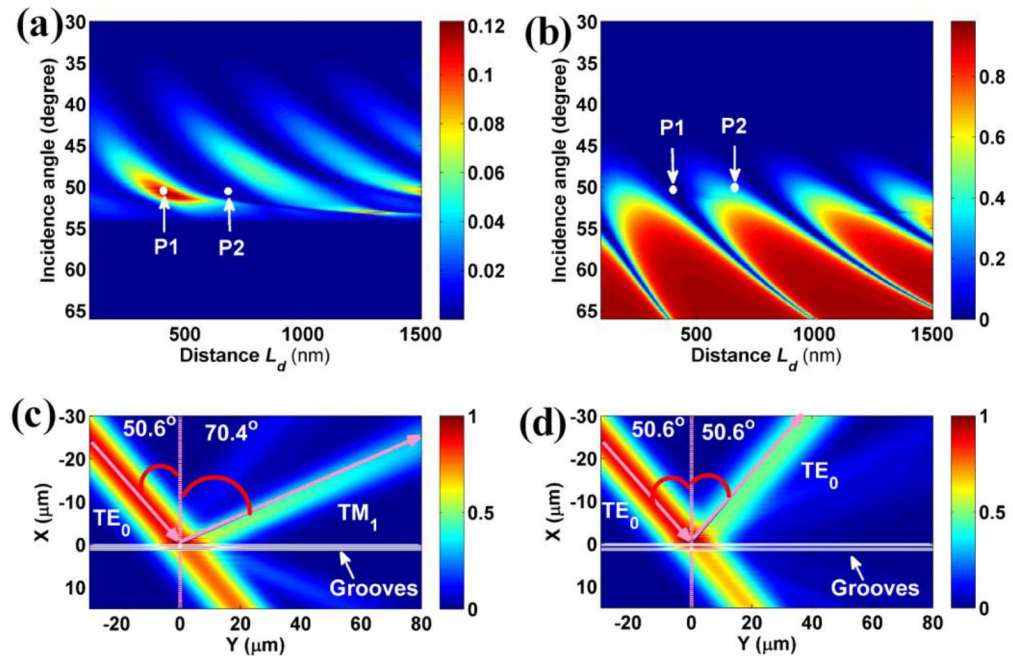 (a)
30
35
40
45
50
55
60
65
Incidence angle (degree)
P1
P2
500
1000
1500
Distance L_d (nm)
0.12
0.1
0.08
0.06
0.04
0.02
(b)
30
35
40
45
50
55
60
65
Incidence angle (degree)
P1
P2
500
1000
1500
Distance L_d (nm)
0.8
0.6
0.4
0.2
0
(c)
-30
-20
-10
0
10
X (μm)
50.6° 70.4°
TE₀
TM₁
Grooves
-20
0
20
40
60
80
Y (μm)
1
0.5
0
(d)
-30
-20
-10
0
10
X (μm)
50.6° 50.6°
TE₀
TE₀
Grooves
-20
0
20
40
60
80
Y (μm)
1
0.5
0